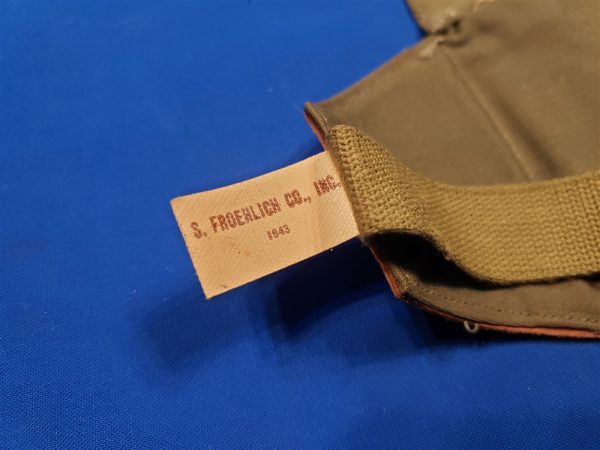 S. FROEHLICH CO., INC.
1943